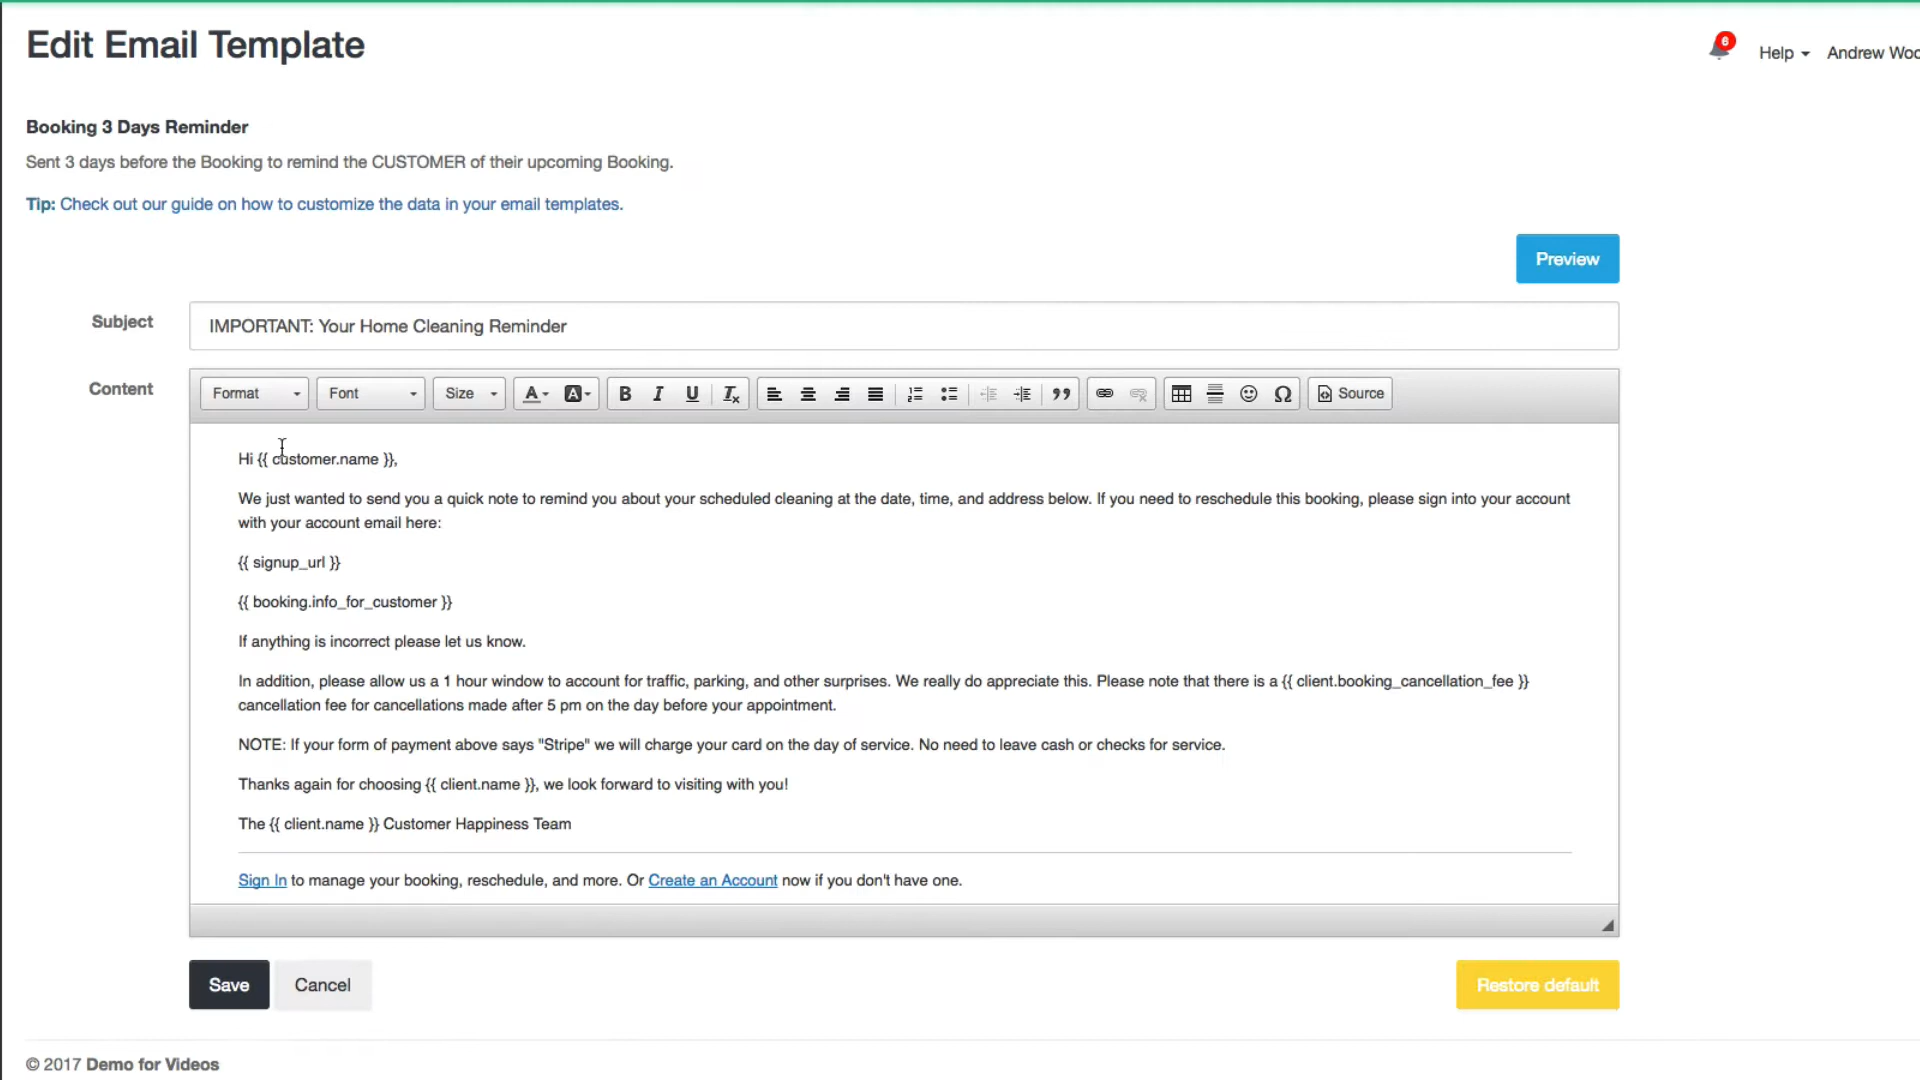 Edit Email Template
6
Help
Andrew
Booking 3 Days Reminder
Sent 3 days before the Booking to remind the CUSTOMER of their upcoming Booking.
Tip: Check out our guide on how to customize the data in your email templates.
Preview
Subject
IMPORTANT: Your Home Cleaning Reminder
Content
Format Font Size A A B I U Tx Ω Source
Hi {{ customer.name }},
We just wanted to send you a quick note to remind you about your scheduled cleaning at the date, time, and address below. If you need to reschedule this booking, please sign into your account
with your account email here:
{{ signup_url }}
{{ booking.info_for_customer }}
If anything is incorrect please let us know.
In addition, please allow us a 1 hour window to account for traffic, parking, and other surprises. We really do appreciate this. Please note that there is a {{ client.booking_cancellation_fee }}
cancellation fee for cancellations made after 5 pm on the day before your appointment.
NOTE: If your form of payment above says "Stripe" we will charge your card on the day of service. No need to leave cash or checks for service.
Thanks again for choosing {{ client.name }}, we look forward to visiting with you!
The {{ client.name }} Customer Happiness Team
Sign In to manage your booking, reschedule, and more. Or Create an Account now if you don't have one.
Save
Cancel
Restore default
© 2017 Demo for Videos